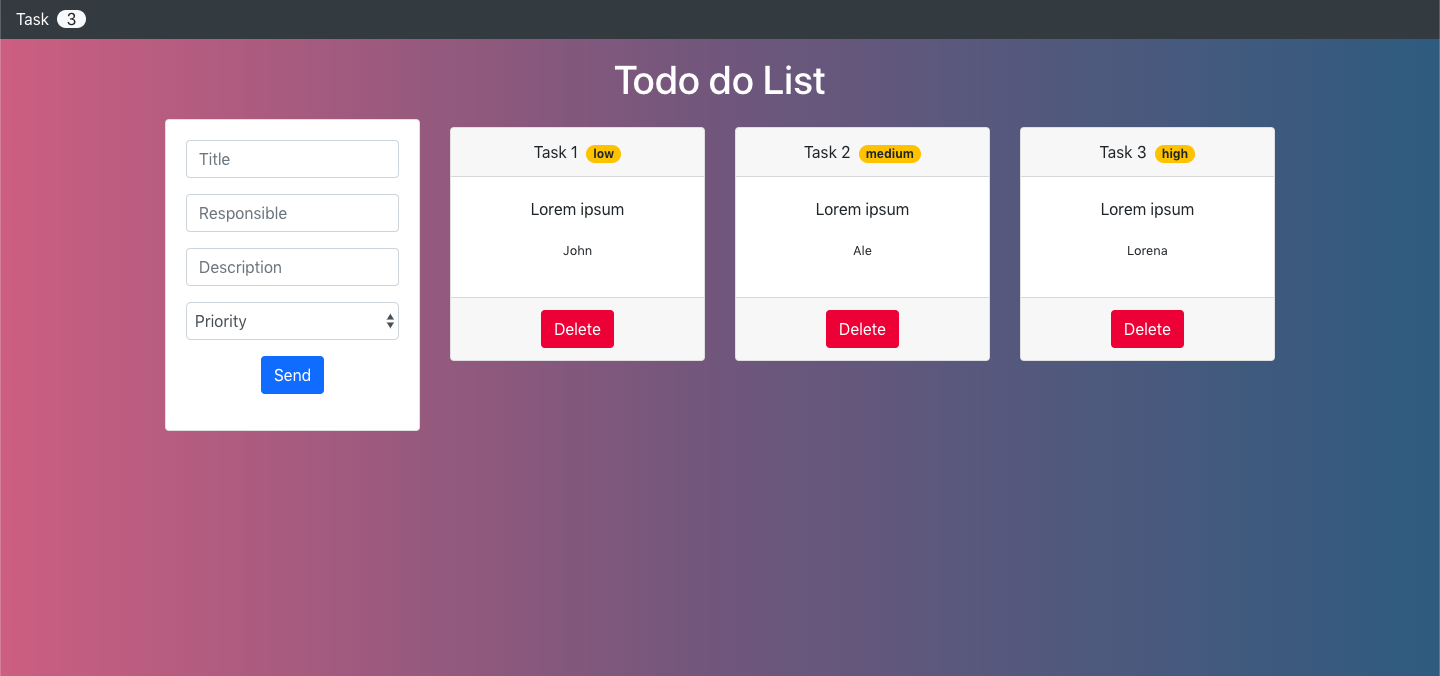 Task 3
Todo do List
Title
Responsible
Description
Priority
Send
Task 1 low
Lorem ipsum
John
Delete
Task 2 medium
Lorem ipsum
Ale
Delete
Task 3 high
Lorem ipsum
Lorena
Delete